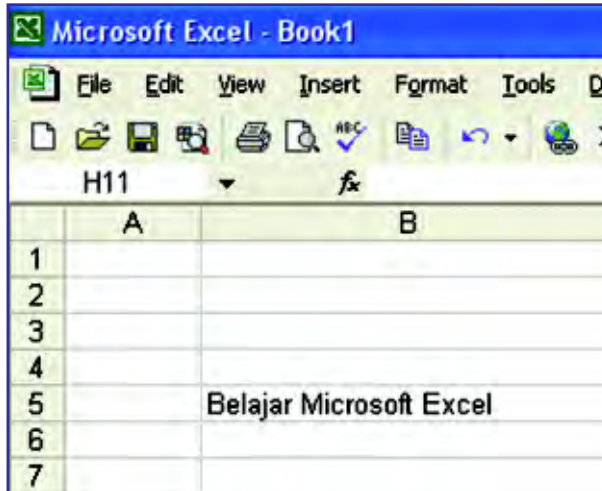 Microsoft Excel - Book1
File Edit View Insert Format Tools D
ABC
H11 fx
A B
1
2
3
4
5 Belajar Microsoft Excel
6
7